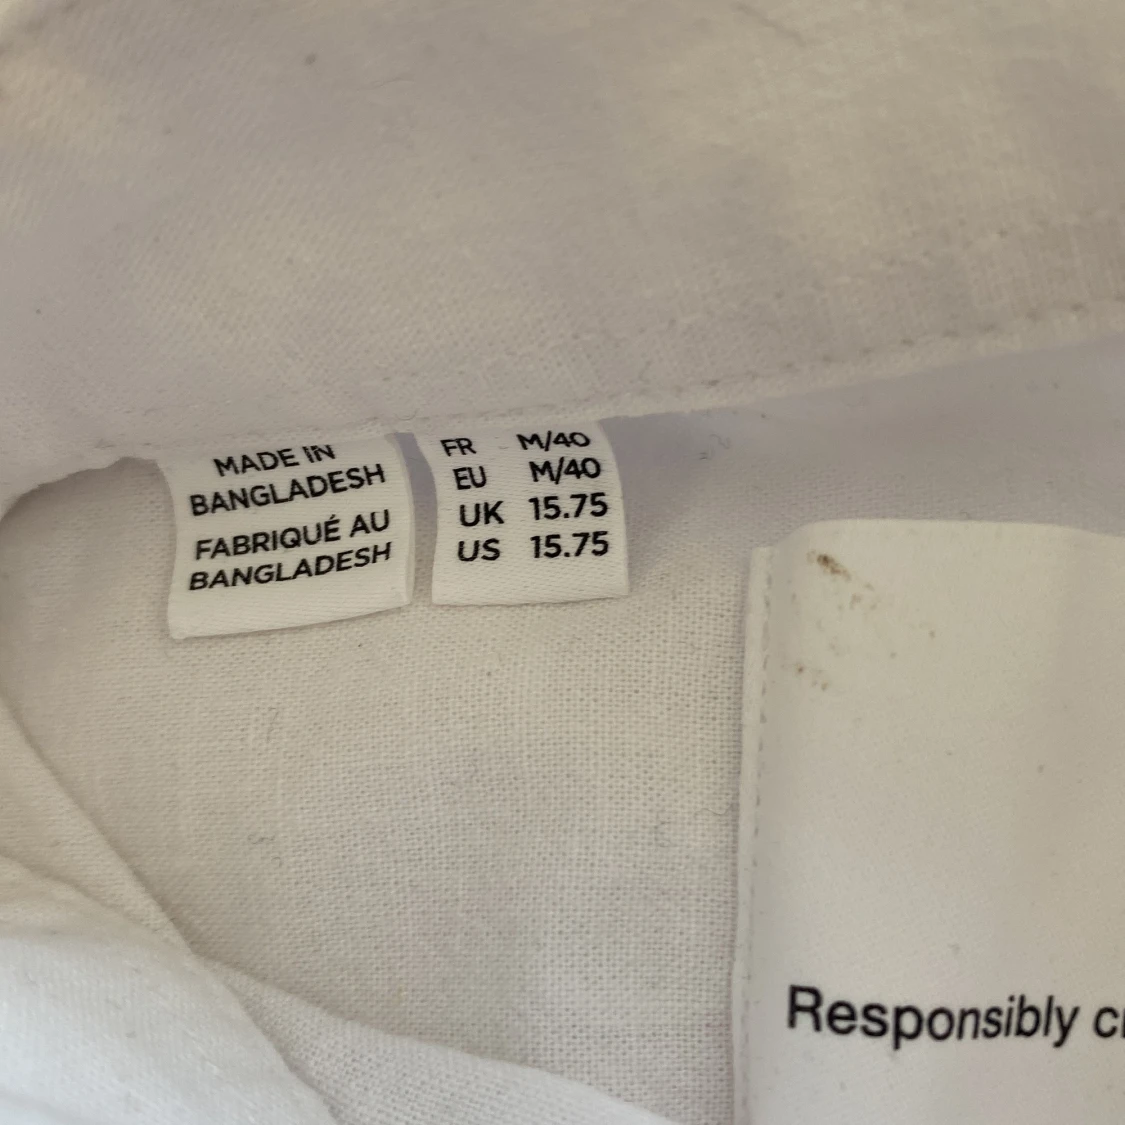 MADE IN
BANGLADESH
FABRIQUÉ AU
BANGLADESH
FR M/40
EU M/40
UK 15.75
US 15.75
Responsibly